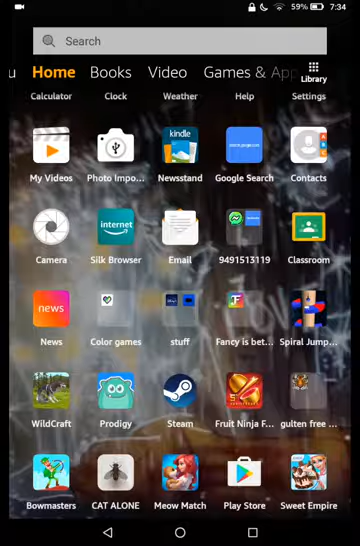 59% 7:34
Search
u Home Books Video Games & App
Library
Calculator Clock Weather Help Settings
kindle
My Videos Photo Impo... Newsstand Google Search Contacts
internet
Camera Silk Browser Email 9491513119 Classroom
news
News Color games stuff Fancy is bet... Spiral Jump...
WildCraft Prodigy Steam Fruit Ninja F... gulten free ...
Bowmasters CAT ALONE Meow Match Play Store Sweet Empire